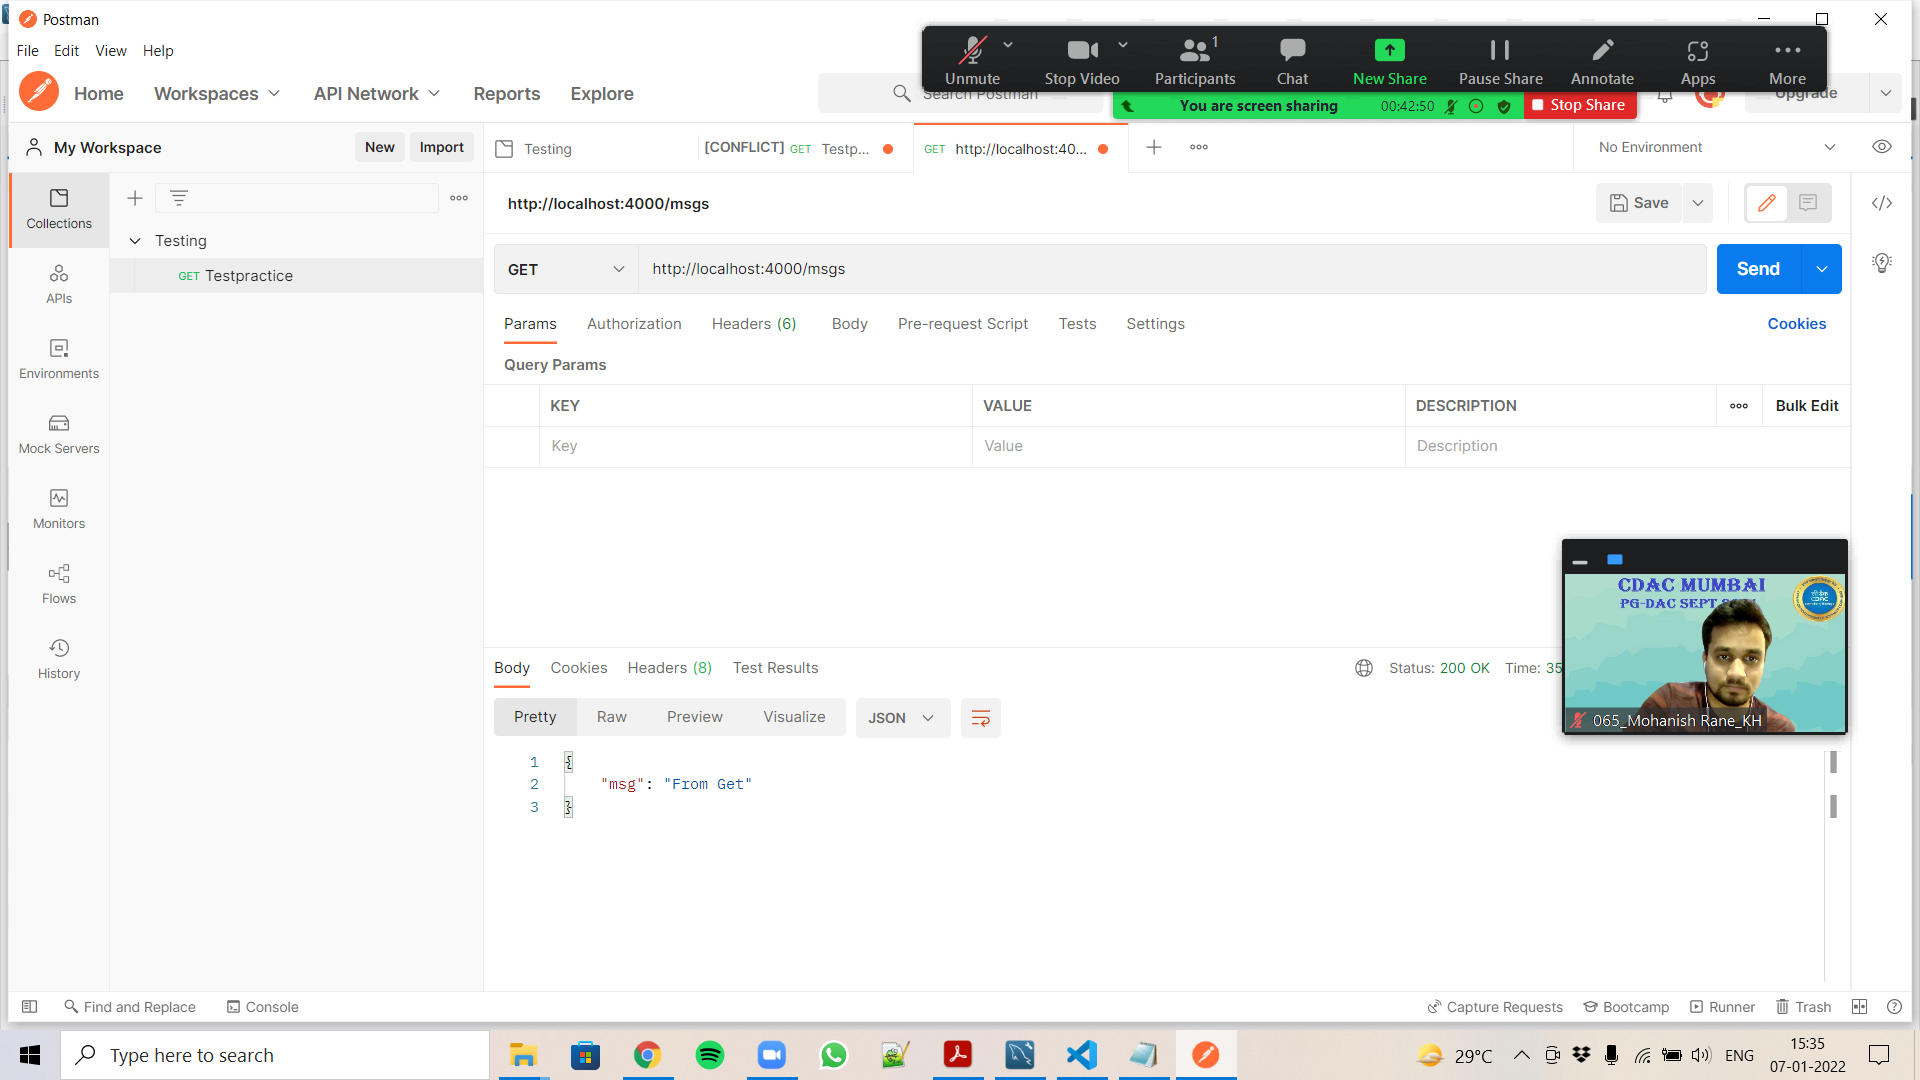 Postman
File Edit View Help
Unmute Stop Video Participants 1 Chat New Share Pause Share Annotate Apps More
Home Workspaces API Network Reports Explore
Search Postman
Upgrade
You are screen sharing 00:42:50 Stop Share
My Workspace New Import
Testing [CONFLICT] GET Testp... GET http://localhost:40... No Environment
Collections
APIs
Environments
Mock Servers
Monitors
Flows
History
Testing
GET Testpractice
http://localhost:4000/msgs Save
GET http://localhost:4000/msgs Send
Params Authorization Headers (6) Body Pre-request Script Tests Settings Cookies
Query Params
KEY VALUE DESCRIPTION Bulk Edit
Key Value Description
CDAC MUMBAI
PG-DAC SEPT
065_Mohanish Rane_KH
Body Cookies Headers (8) Test Results Status: 200 OK Time: 35
Pretty Raw Preview Visualize JSON
1 {
2 "msg": "From Get"
3 }
Find and Replace Console Capture Requests Bootcamp Runner Trash
Type here to search
29°C ENG
15:35
07-01-2022